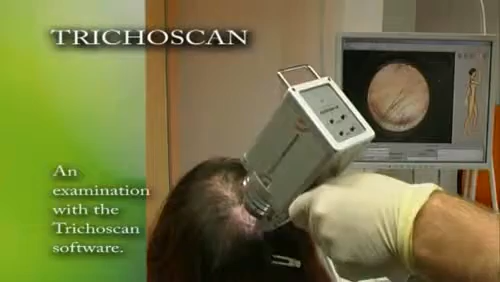 TRICHOSCAN
An
examination
with the
Trichoscan
software.